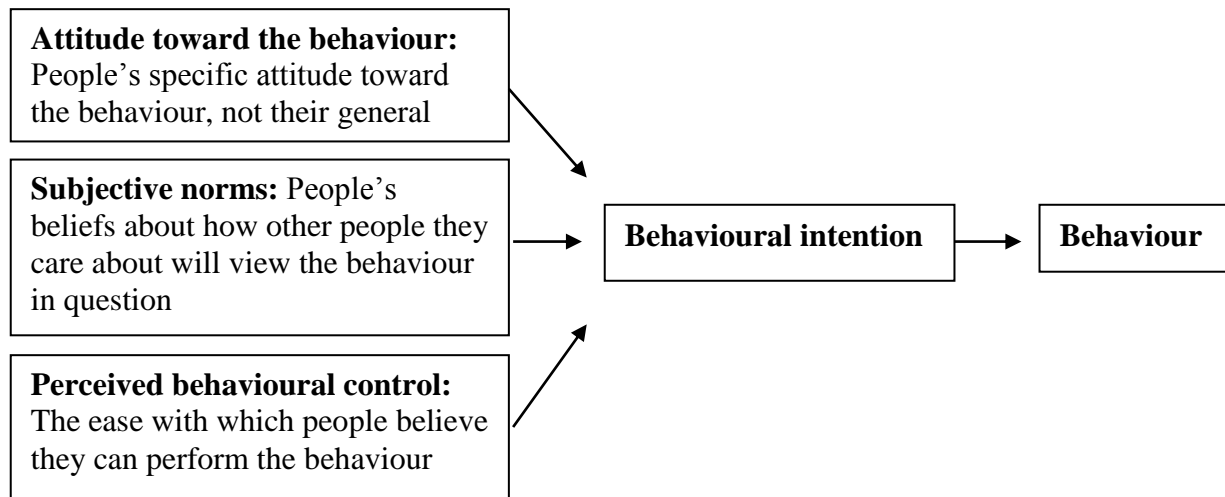 Attitude toward the behaviour:
People’s specific attitude toward
the behaviour, not their general
Subjective norms: People’s
beliefs about how other people they
care about will view the behaviour
in question
Perceived behavioural control:
The ease with which people believe
they can perform the behaviour
Behavioural intention
Behaviour